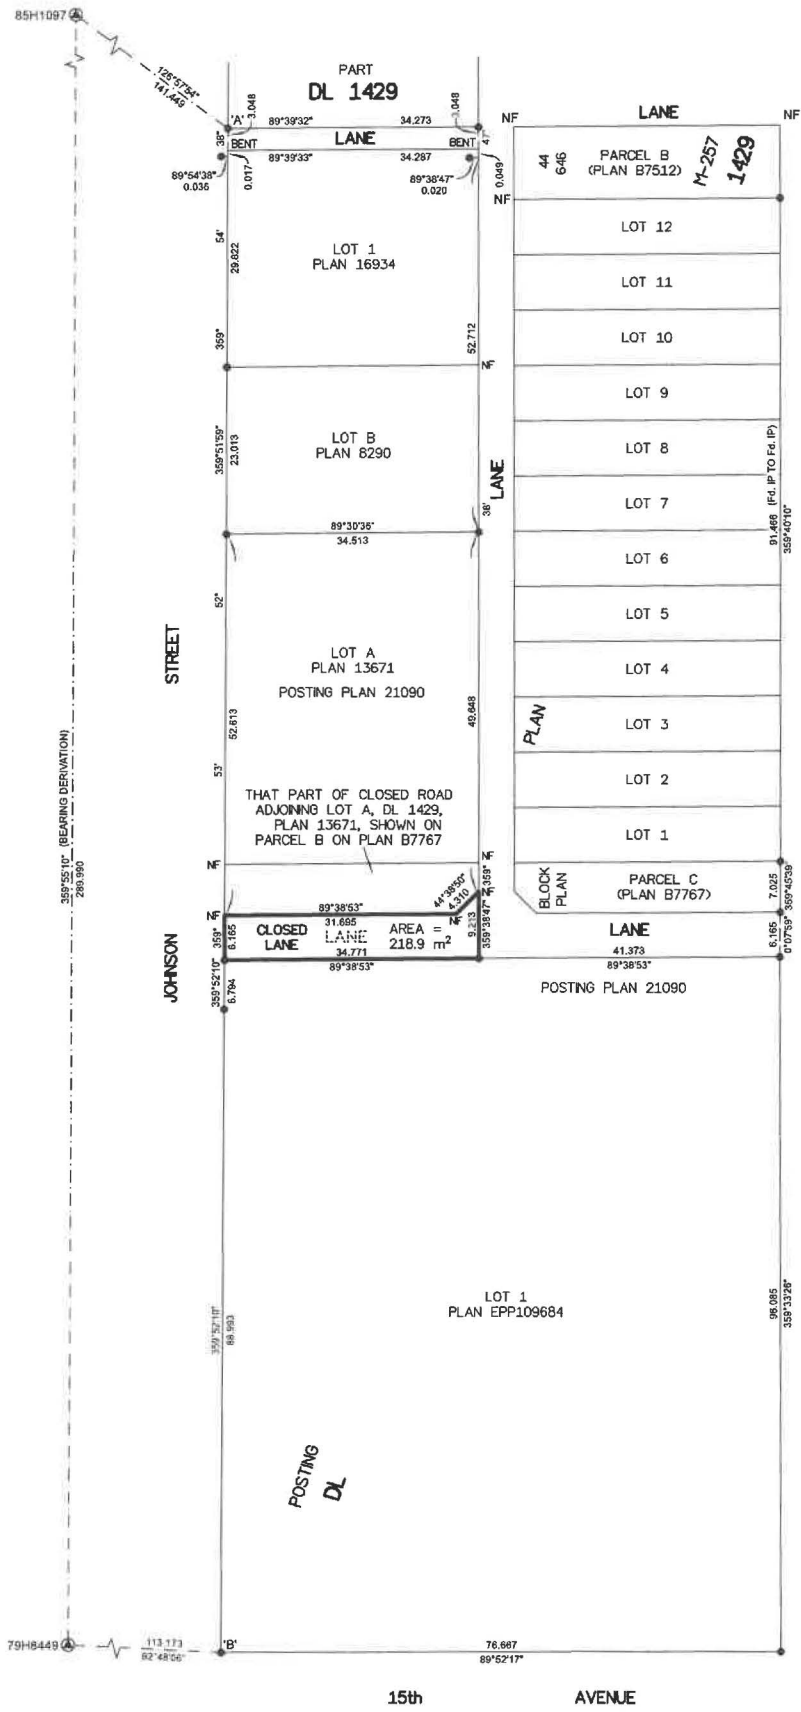 85H1097
126°57'54"
141.449
PART
DL 1429
'A'
3.048
3.048
89°39'32"
34.273
NF
LANE
NF
38"
BENT
LANE
BENT
47"
89°39'33"
34.287
89°54'38"
0.036
0.017
89°38'47"
0.020
0.049
44
646
PARCEL B
(PLAN B7512)
M-257
1429
NF
54'
29.822
LOT 1
PLAN 16934
LOT 12
LOT 11
359°
52.712
LOT 10
NF
LOT 9
359°51'59"
23.013
LOT B
PLAN 8290
LOT 8
91.466 (Fd. IP TO Fd. IP)
359°40'10"
LANE
38'
LOT 7
89°30'35"
34.513
LOT 6
52"
LOT 5
STREET
LOT A
PLAN 13671
POSTING PLAN 21090
LOT 4
52.613
49.648
PLAN
LOT 3
53'
LOT 2
THAT PART OF CLOSED ROAD
ADJOINING LOT A, DL 1429,
PLAN 13671, SHOWN ON
PARCEL B ON PLAN B7767
LOT 1
359°55'10" (BEARING DERIVATION)
289.990
NF
NF
44°38'50"
4.310
359°
NF
BLOCK
PLAN
PARCEL C
(PLAN B7767)
7.025
359°45'39"
NF
89°38'53"
31.695
NF
359°
6.165
CLOSED
LANE
LANE
AREA =
218.9 m²
9.213
359°38'47"
LANE
6.165
0°07'59"
34.771
89°38'53"
41.373
89°38'53"
JOHNSON
359°52'10"
6.794
POSTING PLAN 21090
LOT 1
PLAN EPP109684
359°52'10"
88.993
96.085
359°33'26"
POSTING
DL
79H8449
113.173
92°48'06"
'B'
76.667
89°52'17"
15th
AVENUE